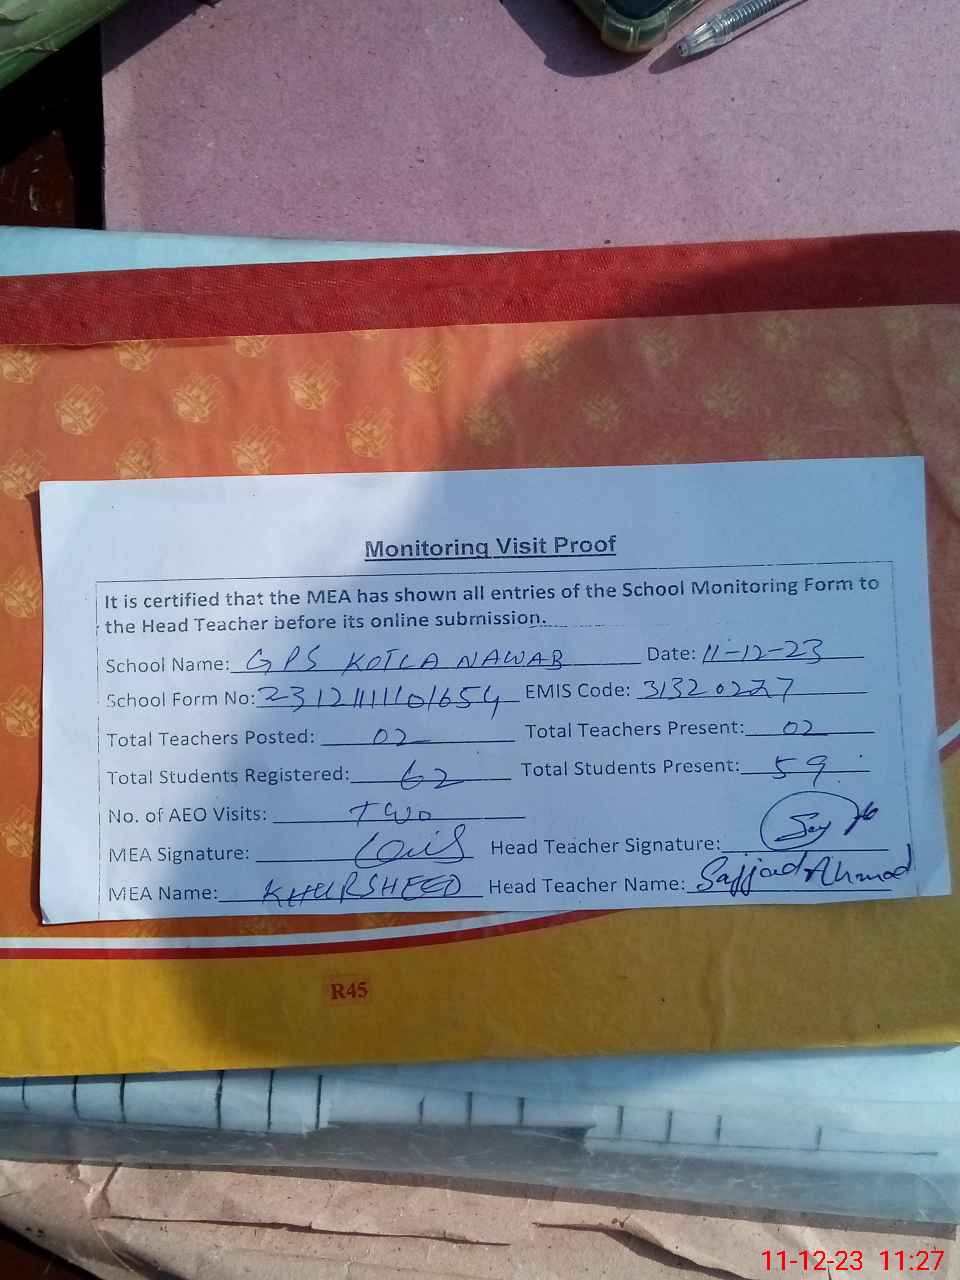 Monitoring Visit Proof
It is certified that the MEA has shown all entries of the School Monitoring Form to
the Head Teacher before its online submission.
School Name: GPS KOTLA NAWAB Date: 11-12-23
School Form No: EMIS Code: 31320277
Total Teachers Posted: 02 Total Teachers Present: 02
Total Students Registered: 62 Total Students Present: 59
No. of AEO Visits: TWO
MEA Signature: Head Teacher Signature:
MEA Name: KHURSHEED Head Teacher Name: Sajjad Ahmad
R45
11-12-23 11:27